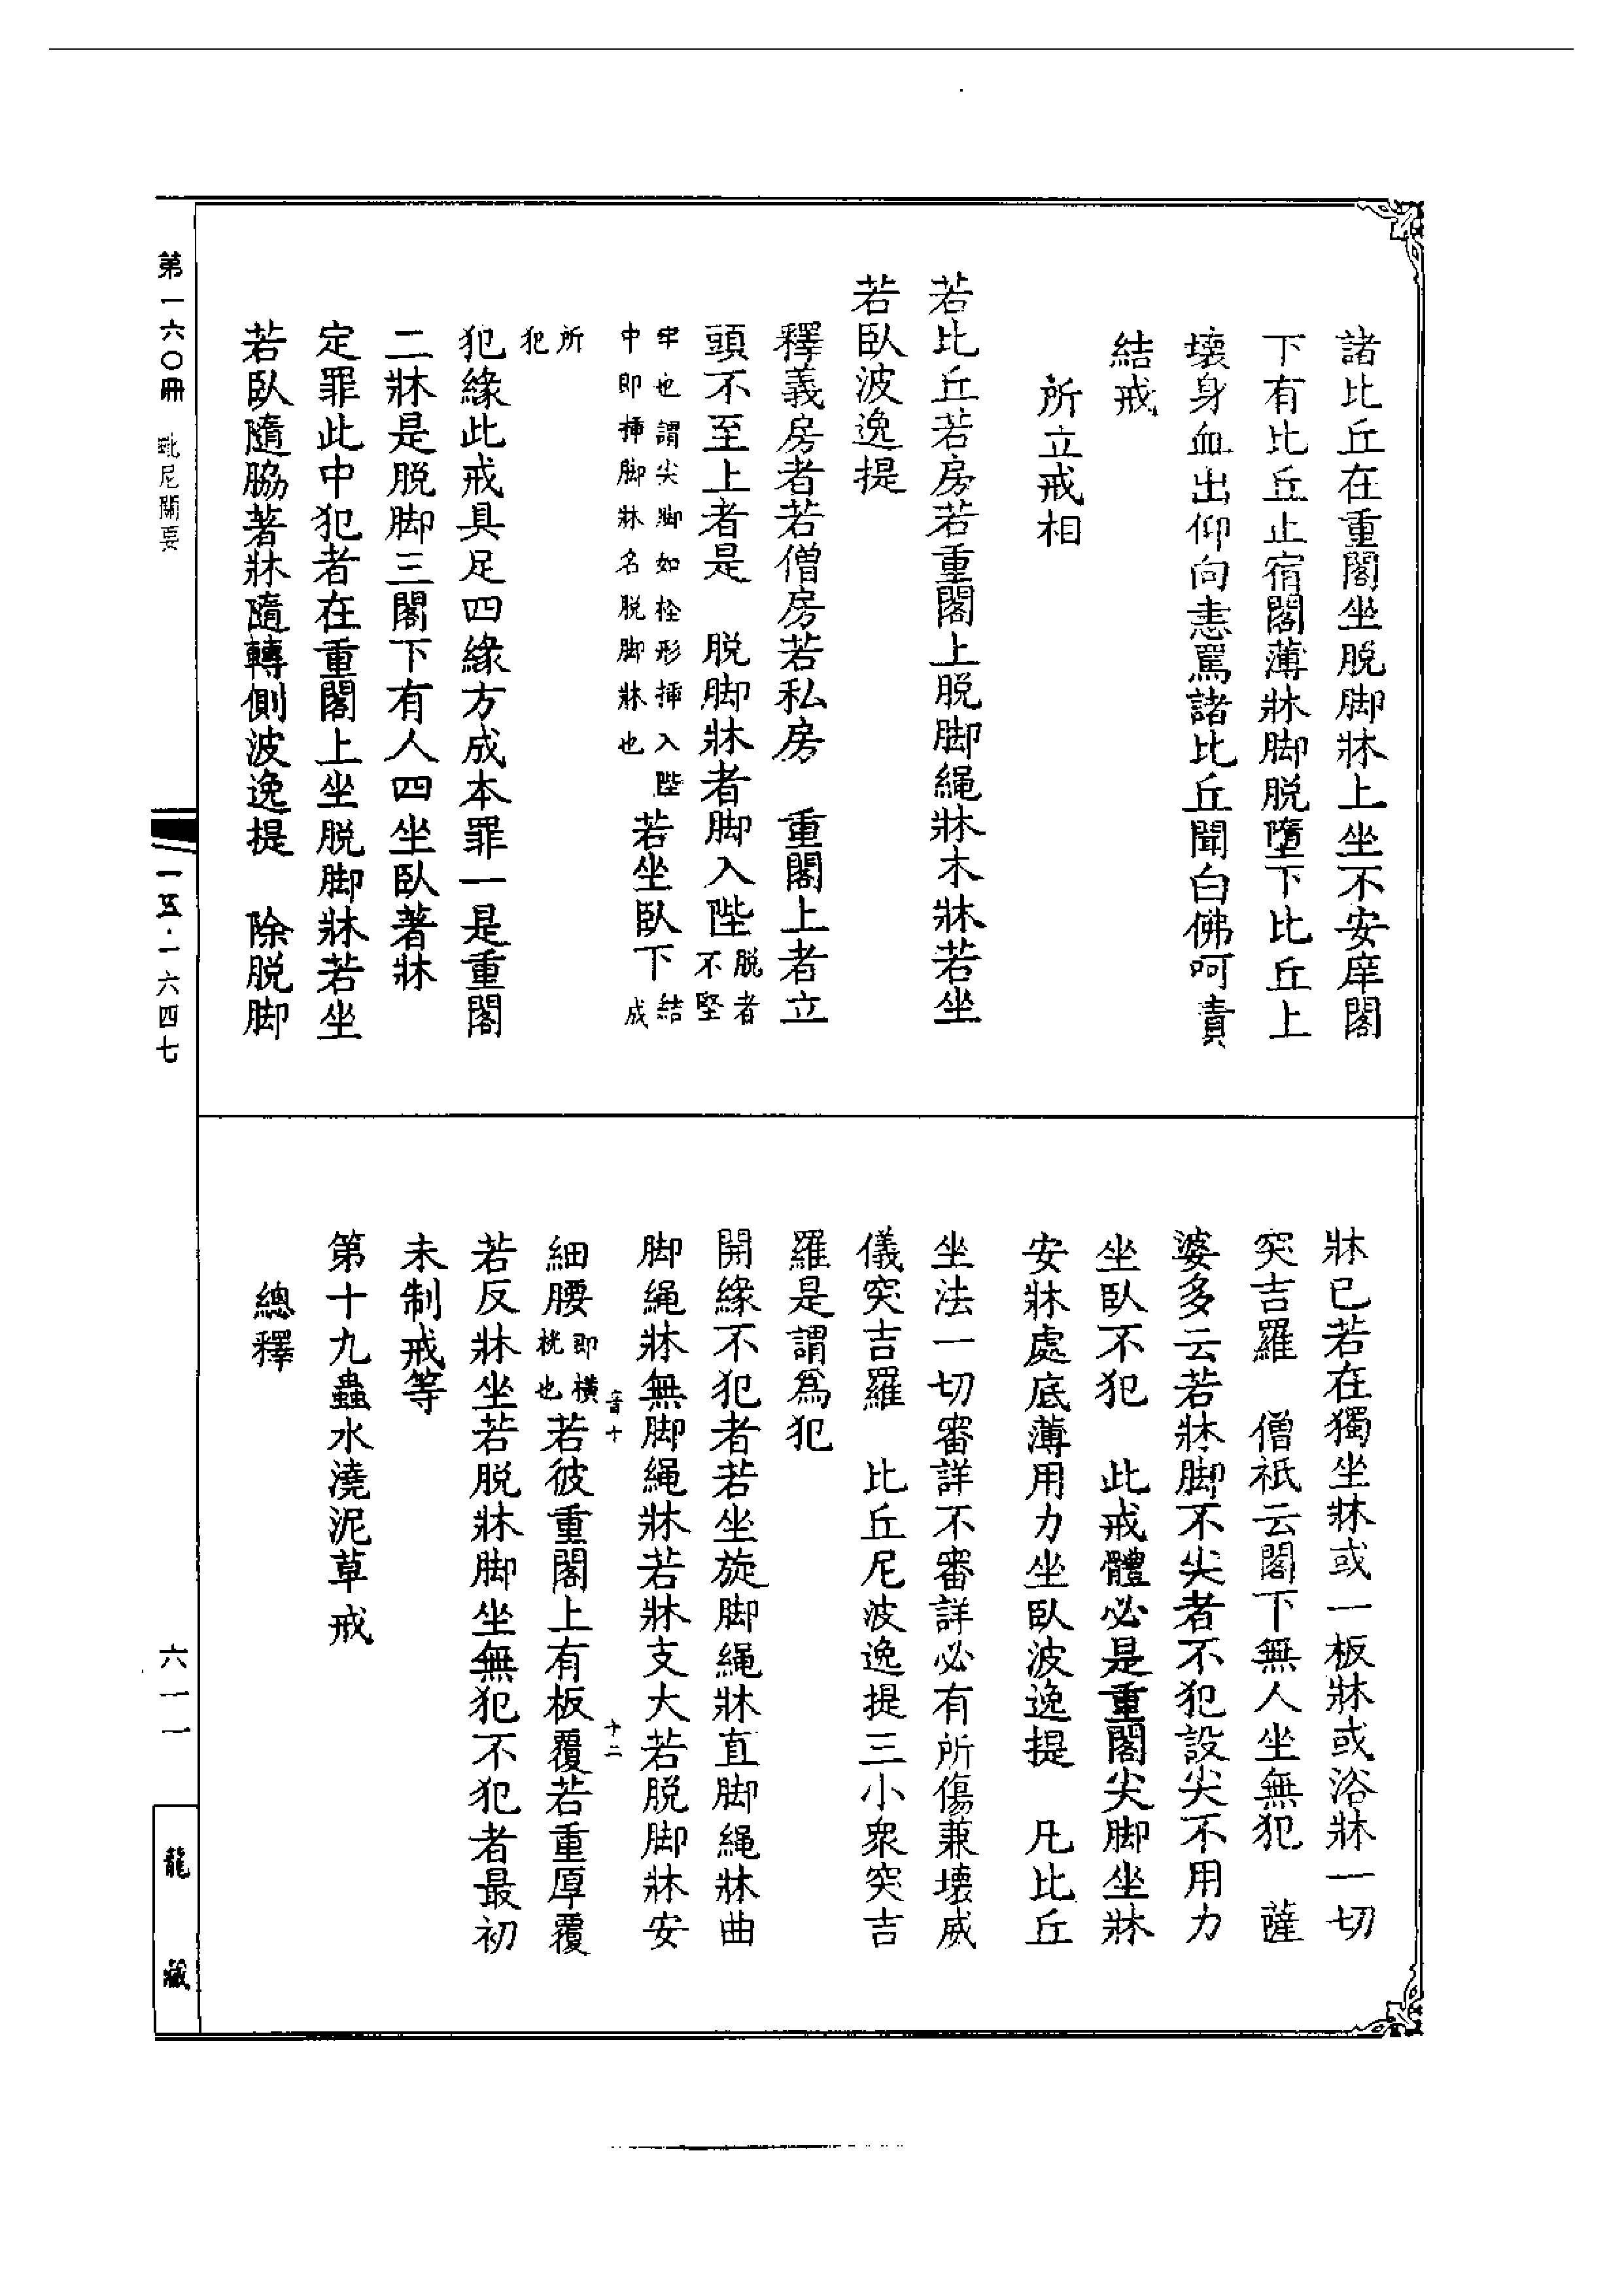 諸比丘在重閣坐脫脚牀上坐不安庠閣
下有比丘止宿閣薄牀脚脫墮下比丘上
壞身血出仰向恚罵諸比丘聞白佛呵責
結戒
所立戒相
若比丘若房若重閣上脫脚繩牀木牀若坐
若臥波逸提
釋義房者若僧房若私房　重閣上者立
頭不至上者是　脫脚牀者脚入陛脫者不堅
牢也謂尖脚如栓形揷入陛
中即揷脚牀名脫脚牀也
若坐臥下結成
所犯
犯緣此戒具足四緣方成本罪一是重閣
二牀是脫脚三閣下有人四坐臥著牀
定罪此中犯者在重閣上坐脫脚牀若坐
若臥隨脇著牀隨轉側波逸提　除脫脚
牀已若在獨坐牀或一板牀或浴牀一切
突吉羅　僧祇云閣下無人坐無犯　薩
婆多云若牀脚不尖者不犯設尖不用力
坐臥不犯　此戒體必是重閣尖脚坐牀
安牀處底薄用力坐臥波逸提　凡比丘
坐法一切審詳不審詳必有所傷兼壞威
儀突吉羅　比丘尼波逸提三小衆突吉
羅是謂爲犯
開緣不犯者若坐旋脚繩牀直脚繩牀曲
脚繩牀無脚繩牀若牀支大若脫脚牀安
細腰即橫桄也若彼重閣上有板覆若重厚覆
若反牀坐若脫牀脚坐無犯不犯者最初
未制戒等
第十九蟲水澆泥草戒
總釋
音十
十二
第一六〇冊　毗尼關要
一五·一六四七
六一一
龍藏